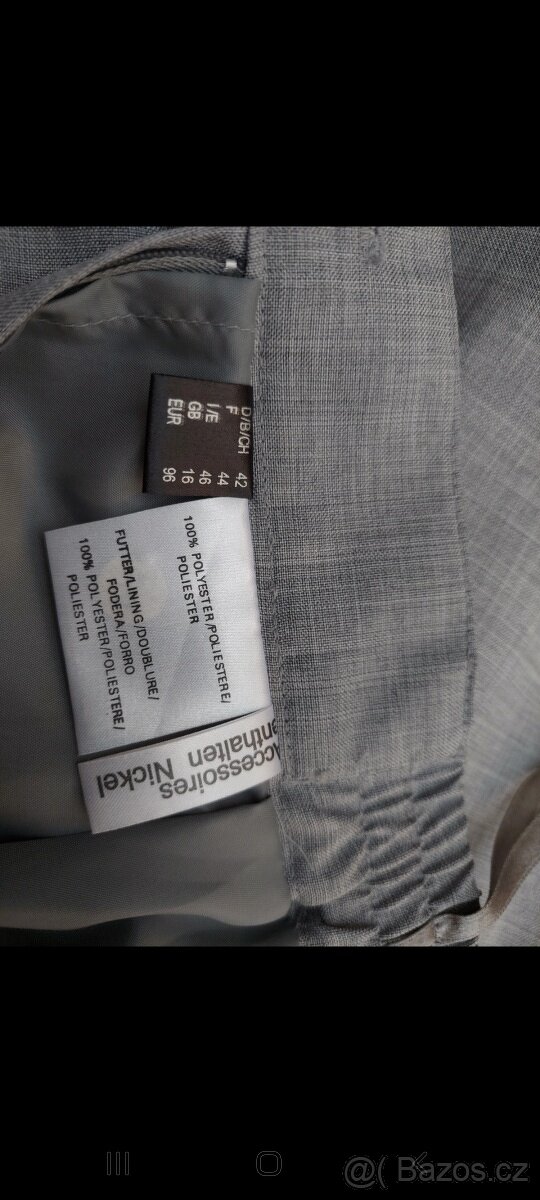 D/B/CH 42
F 44
I/E 46
GB 16
EUR 96
100% POLYESTER/POLIESTERE/
POLIESTER
FUTTER/LINING/DOUBLURE/
FODERA/FORRO
100% POLYESTER/POLIESTERE/
POLIESTER
Accessoires
enthalten Nickel
@( Bazos.cz